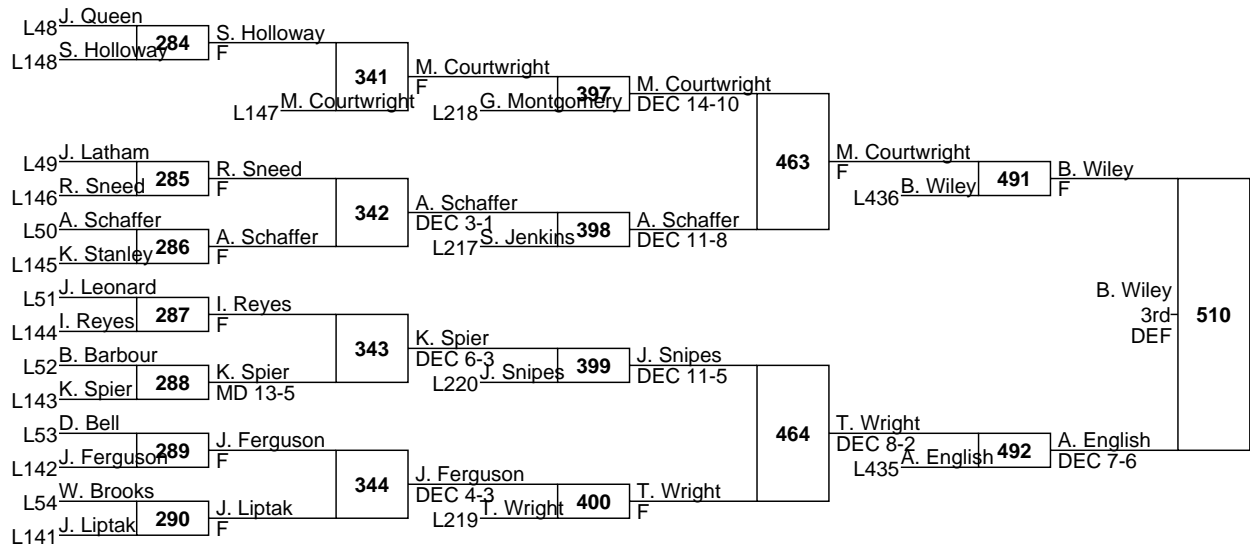 J. Queen
L48
284
S. Holloway
F
S. Holloway
L148
341
M. Courtwright
F
M. Courtwright
L147
397
M. Courtwright
DEC 14-10
G. Montgomery
L218
J. Latham
L49
285
R. Sneed
F
R. Sneed
L146
342
A. Schaffer
DEC 3-1
A. Schaffer
L50
286
A. Schaffer
F
K. Stanley
L145
398
A. Schaffer
DEC 11-8
S. Jenkins
L217
463
M. Courtwright
F
491
B. Wiley
F
B. Wiley
L436
J. Leonard
L51
287
I. Reyes
F
I. Reyes
L144
343
K. Spier
DEC 6-3
B. Barbour
L52
288
K. Spier
MD 13-5
K. Spier
L143
399
J. Snipes
DEC 11-5
J. Snipes
L220
D. Bell
L53
289
J. Ferguson
F
J. Ferguson
L142
344
J. Ferguson
DEC 4-3
W. Brooks
L54
290
J. Liptak
F
J. Liptak
L141
400
T. Wright
F
T. Wright
L219
464
T. Wright
DEC 8-2
492
A. English
DEC 7-6
A. English
L435
B. Wiley
3rd
DEF
510